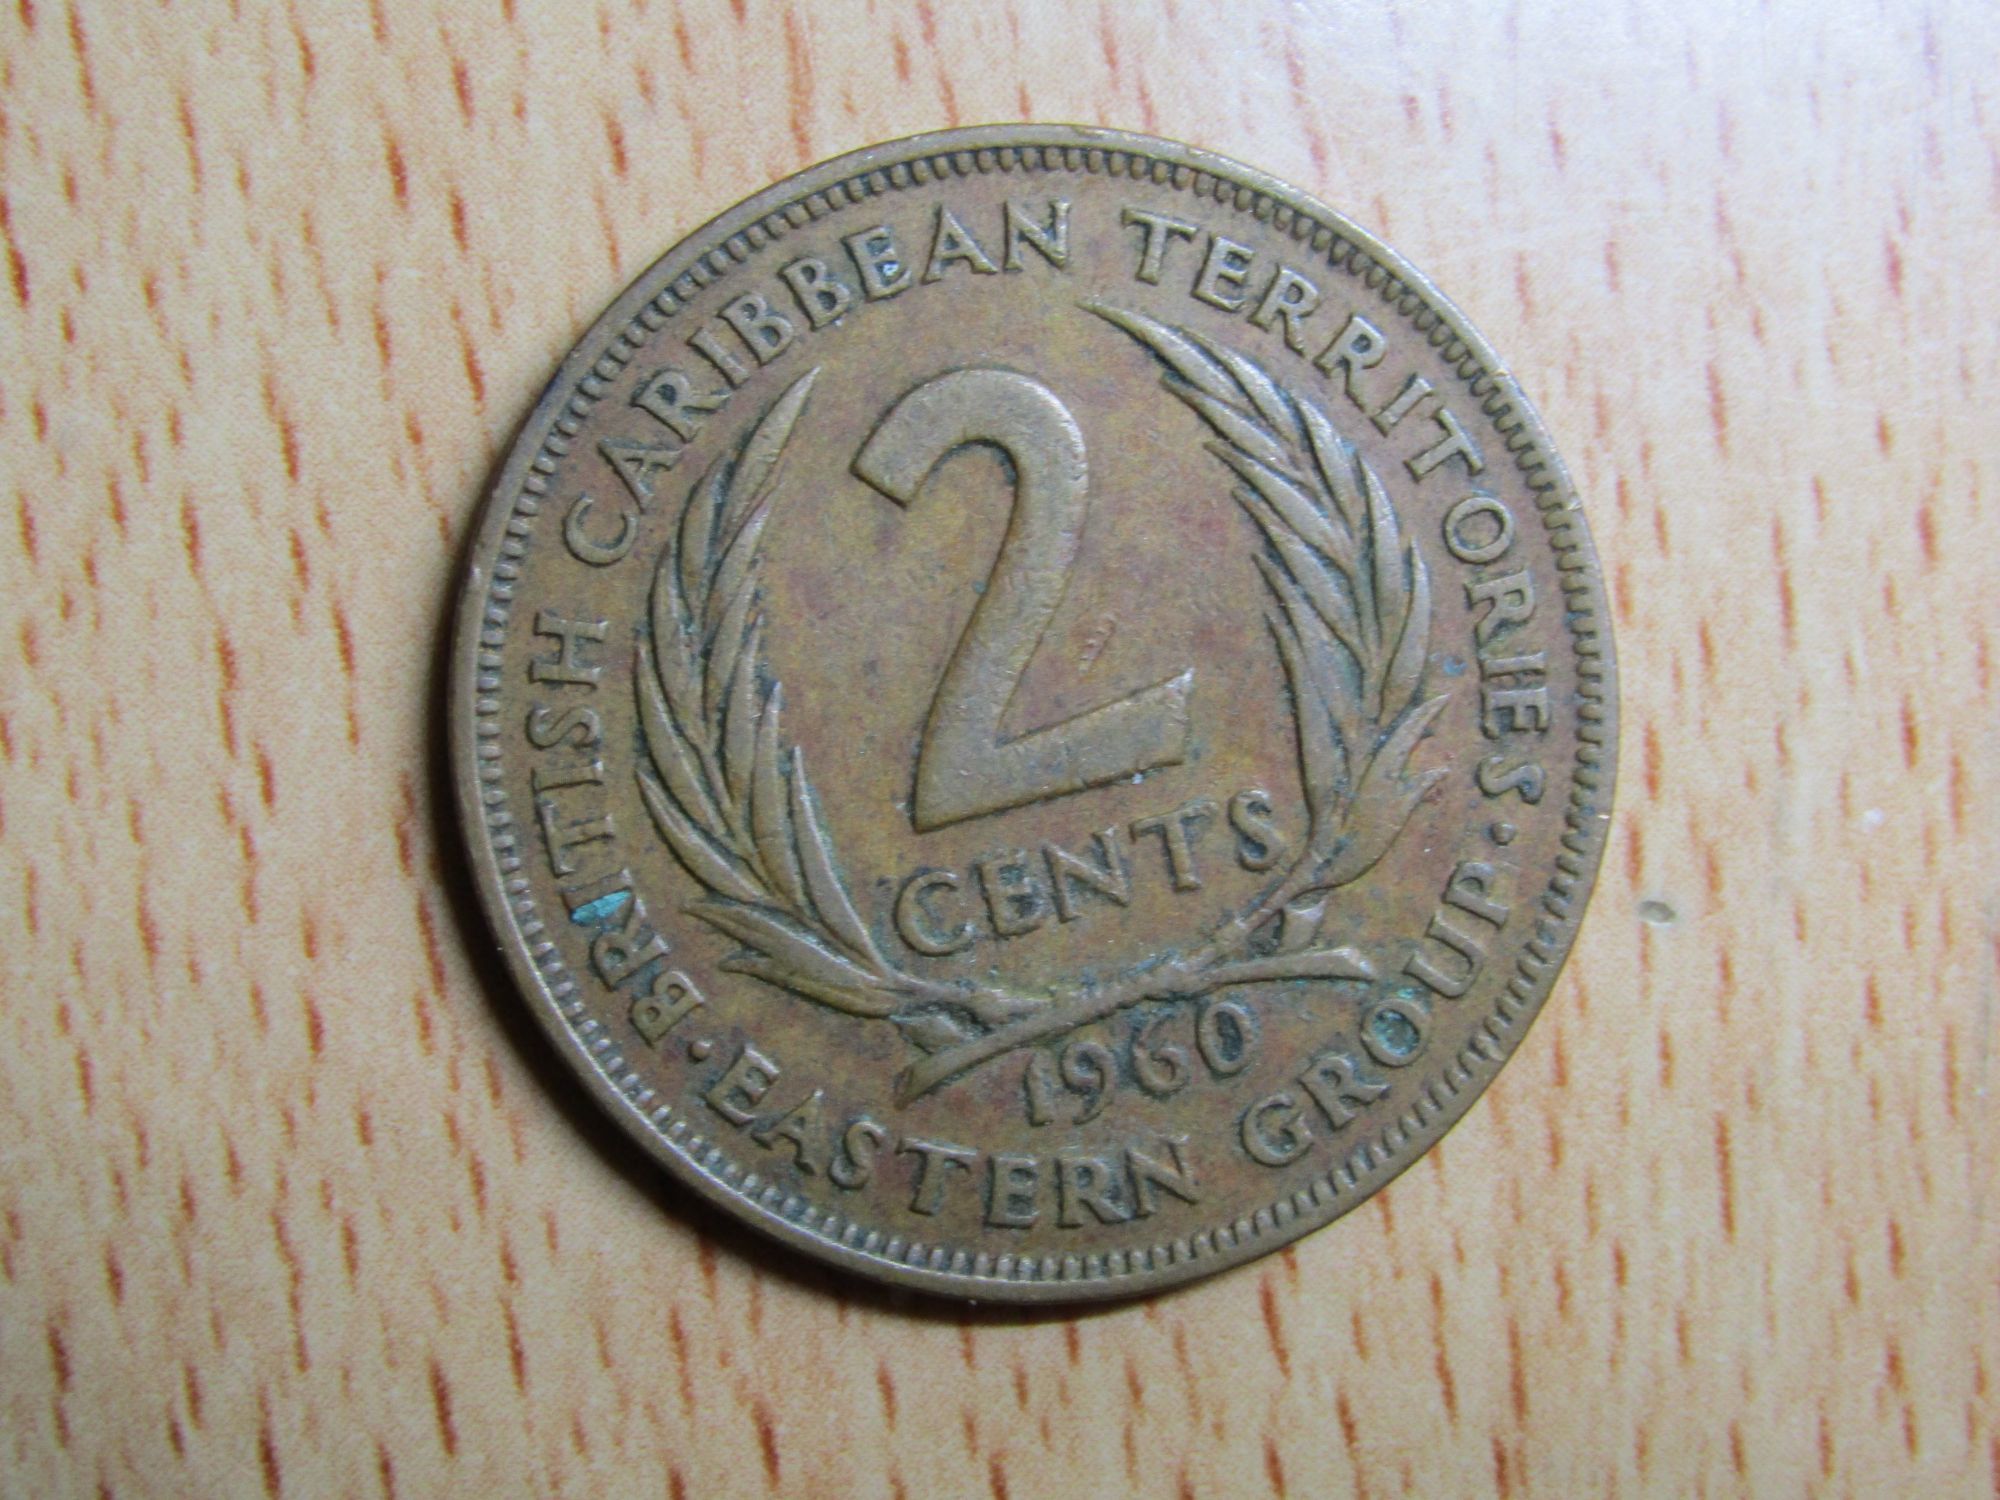 BRITISH CARIBBEAN TERRITORIES · EASTERN GROUP ·
2
CENTS
1960